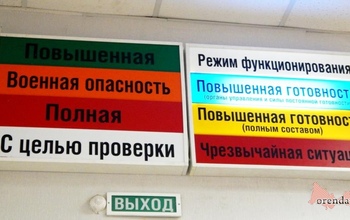 Повышенная
Военная опасность
Полная
С целью проверки
Режим функционирования
Повышенная готовност
(органы управления и силы постоянной готовности)
Повышенная готовност
(полным составом)
Чрезвычайная ситуац
ВЫХОД
orenda